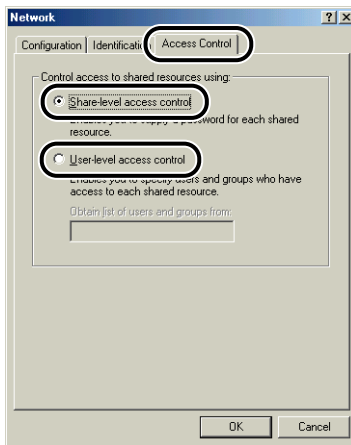 Network
Configuration Identification Access Control
Control access to shared resources using:
Share-level access control
Enables you to supply a password for each shared
resource.
User-level access control
Enables you to specify users and groups who have
access to each shared resource.
Obtain list of users and groups from:
OK Cancel